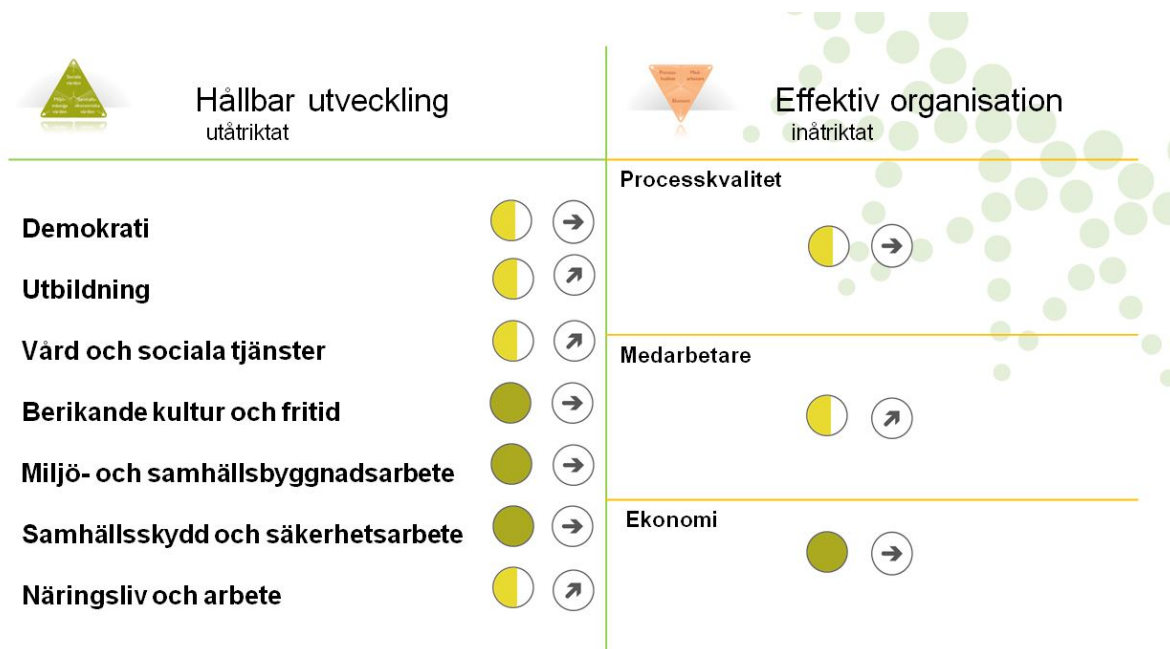 Hållbar utveckling
utåtriktat
Demokrati
Utbildning
Vård och sociala tjänster
Berikande kultur och fritid
Miljö- och samhällsbyggnadsarbete
Samhällsskydd och säkerhetsarbete
Näringsliv och arbete
Effektiv organisation
inåtriktat
Processkvalitet
Medarbetare
Ekonomi